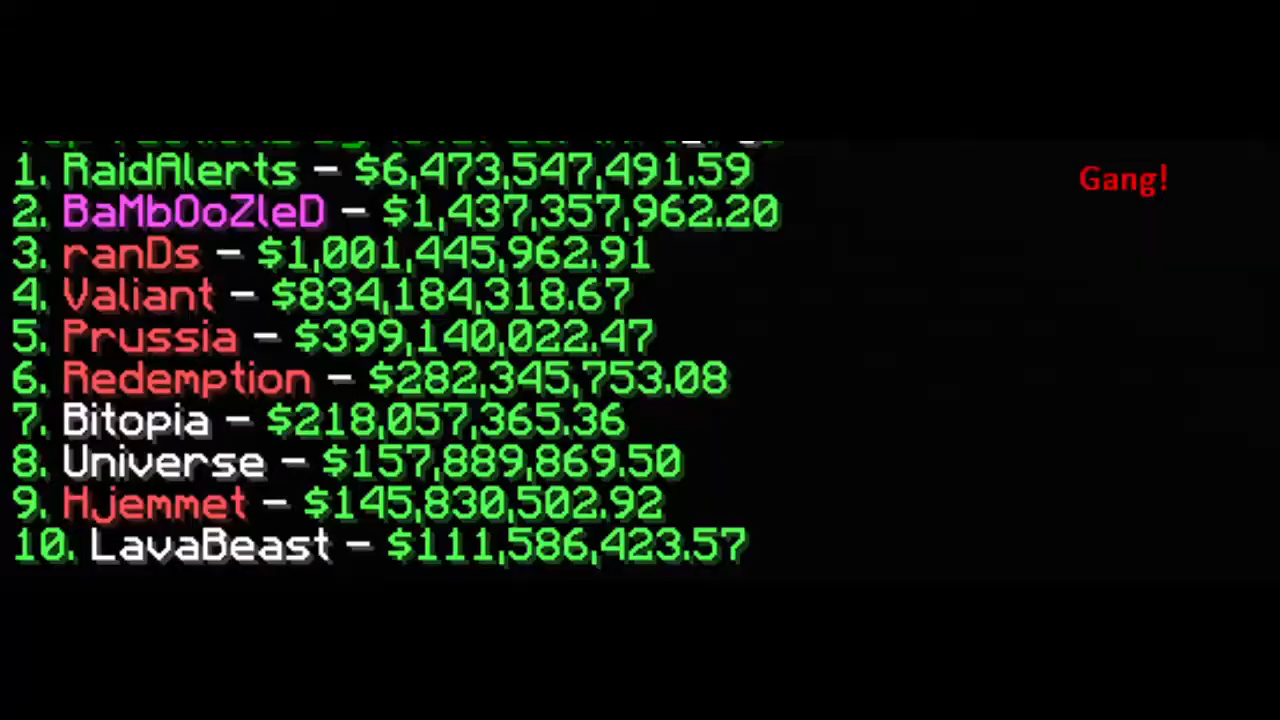 1. RaidAlerts – $6,473,547,491.59
Gang!
2. BaMbOoZleD – $1,437,357,962.20
3. ranDs – $1,001,445,962.91
4. Valiant – $834,184,318.67
5. Prussia – $399,140,022.47
6. Redemption – $282,345,753.08
7. Bitopia – $218,057,365.36
8. Universe – $157,889,869.50
9. Hjemmet – $145,830,502.92
10. LavaBeast – $111,586,423.57